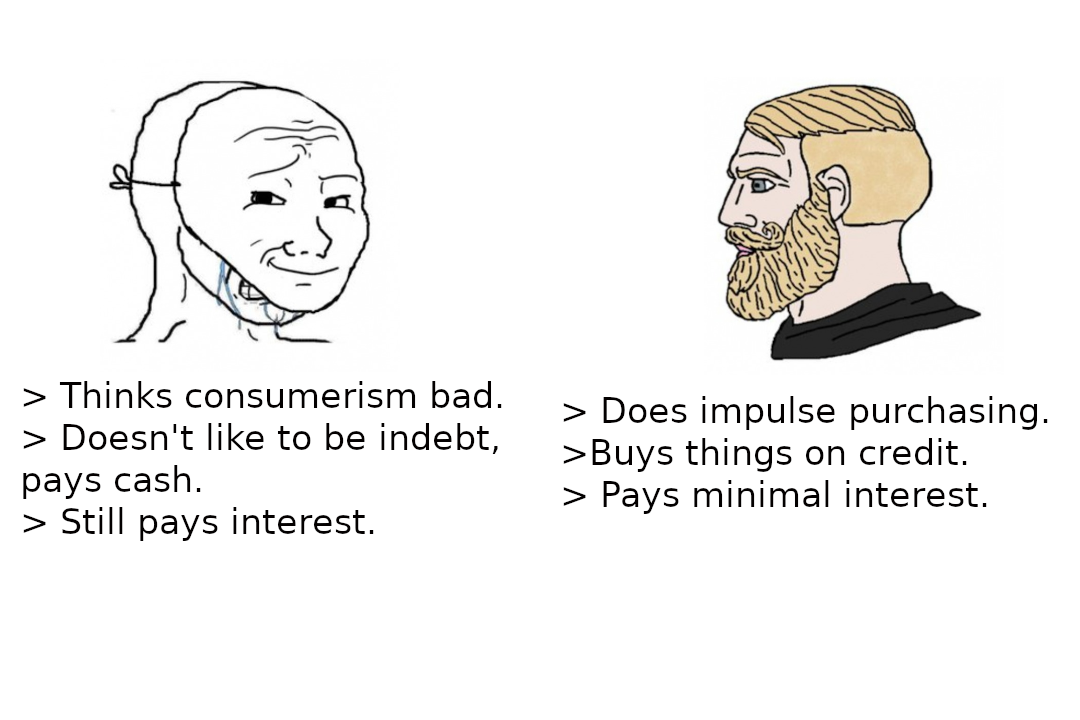 > Thinks consumerism bad.
> Doesn't like to be indebt,
pays cash.
> Still pays interest.
> Does impulse purchasing.
>Buys things on credit.
> Pays minimal interest.